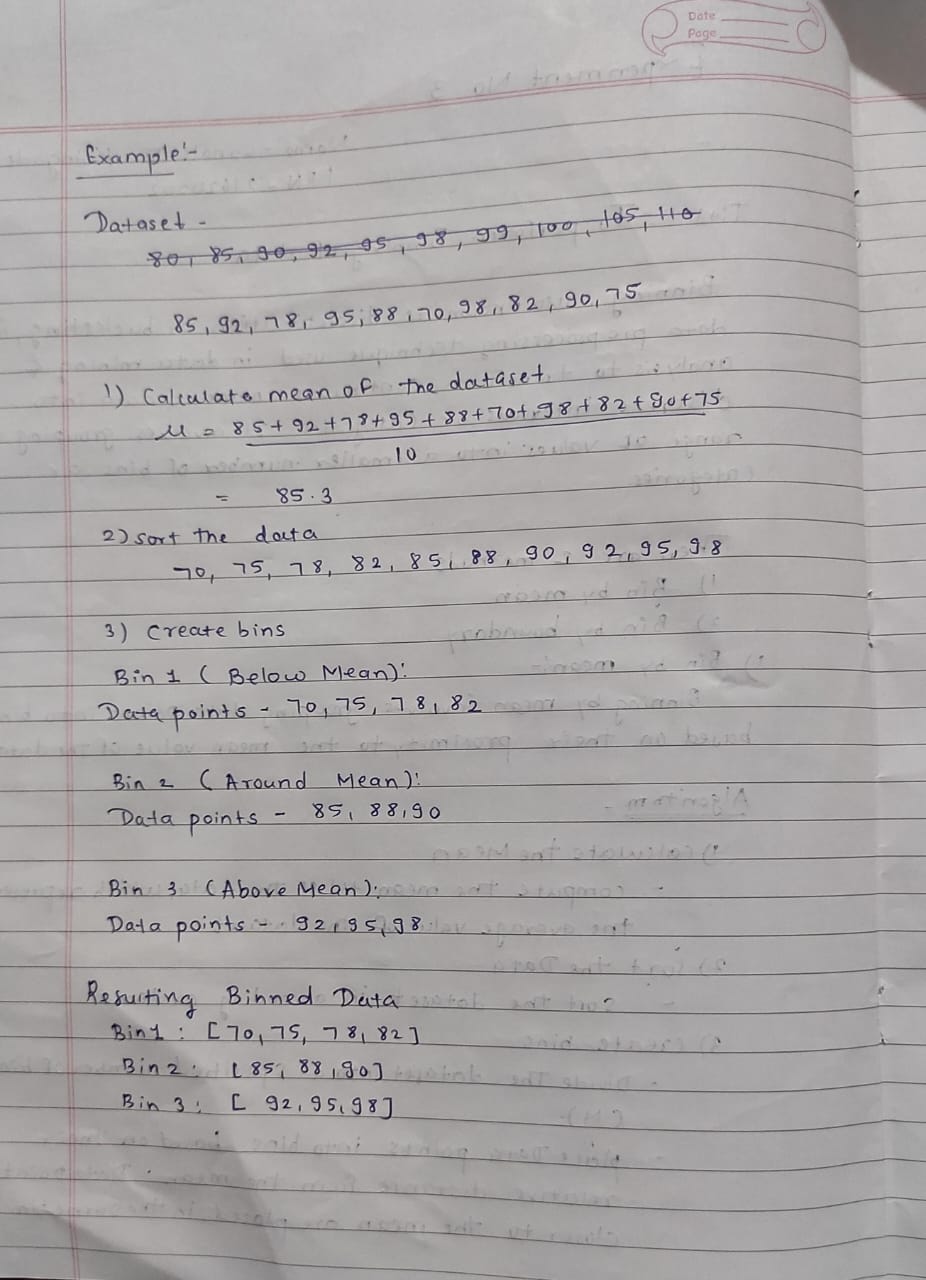 Date
Page
Example:-
Dataset -
80, 85, 90, 92, 95, 98, 99, 100, 105, 110
85, 92, 78, 95, 88, 70, 98, 82, 90, 75
1) Calculate mean of the dataset
μ = 85+92+78+95+88+70+98+82+90+75
10
= 85.3
2) sort the data
70, 75, 78, 82, 85, 88, 90, 92, 95, 98
3) Create bins
Bin 1 (Below Mean):
Data points - 70, 75, 78, 82
Bin 2 (Around Mean):
Data points - 85, 88, 90
Bin 3 (Above Mean):
Data points - 92, 95, 98
Resulting Binned Data
Bin 1 : [70, 75, 78, 82]
Bin 2 : [85, 88, 90]
Bin 3 : [92, 95, 98]